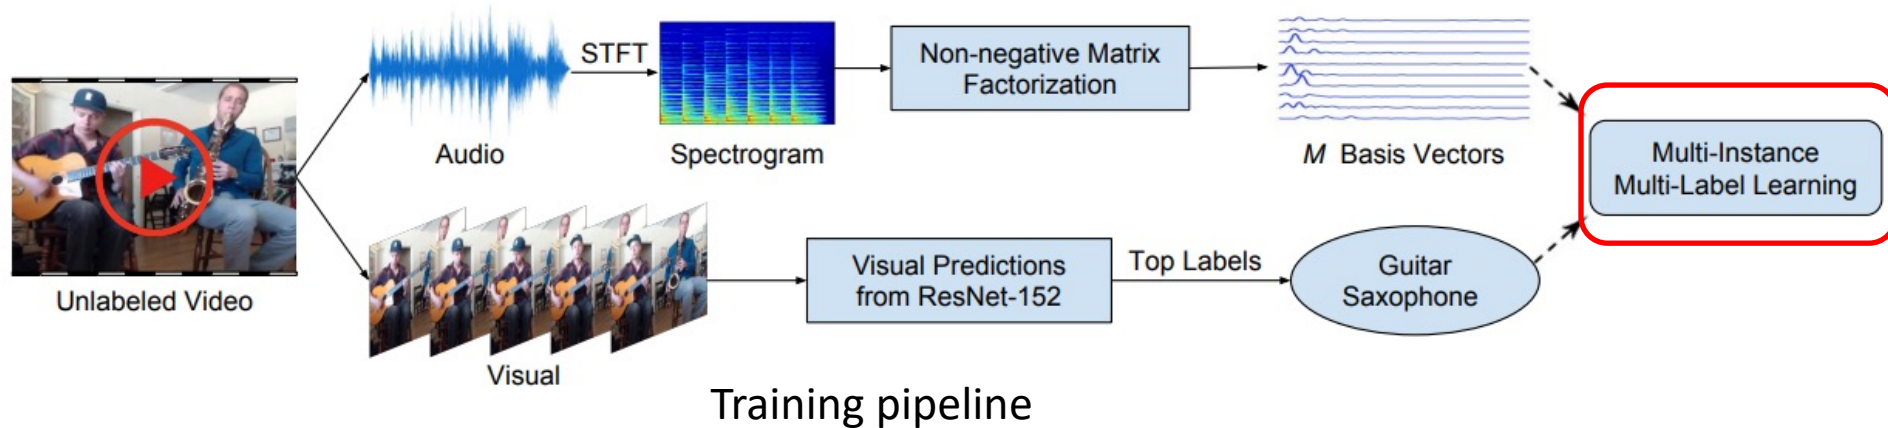 STFT
Non-negative Matrix
Factorization
Audio
Spectrogram
M Basis Vectors
Multi-Instance
Multi-Label Learning
Unlabeled Video
Visual Predictions
from ResNet-152
Top Labels
Guitar
Saxophone
Visual
Training pipeline